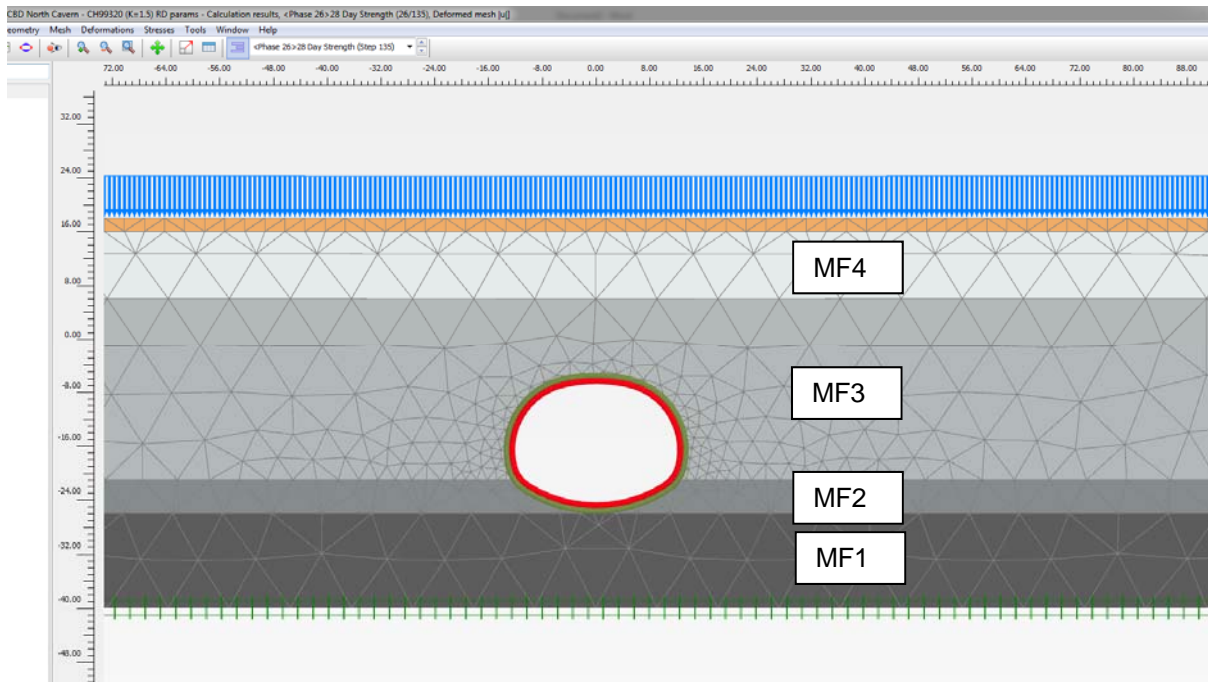 CBD North Cavern - CH99320 (K=1.5) RD params - Calculation results, <Phase 26>28 Day Strength (26/135), Deformed mesh |u|]
eometry Mesh Deformations Stresses Tools Window Help
<Phase 26>28 Day Strength (Step 135)
72.00 -64.00 -56.00 -48.00 -40.00 -32.00 -24.00 -16.00 -8.00 0.00 8.00 16.00 24.00 32.00 40.00 48.00 56.00 64.00 72.00 80.00 88.00
32.00
24.00
16.00
MF4
8.00
0.00
-8.00
MF3
-16.00
-24.00
MF2
-32.00
MF1
-40.00
-48.00